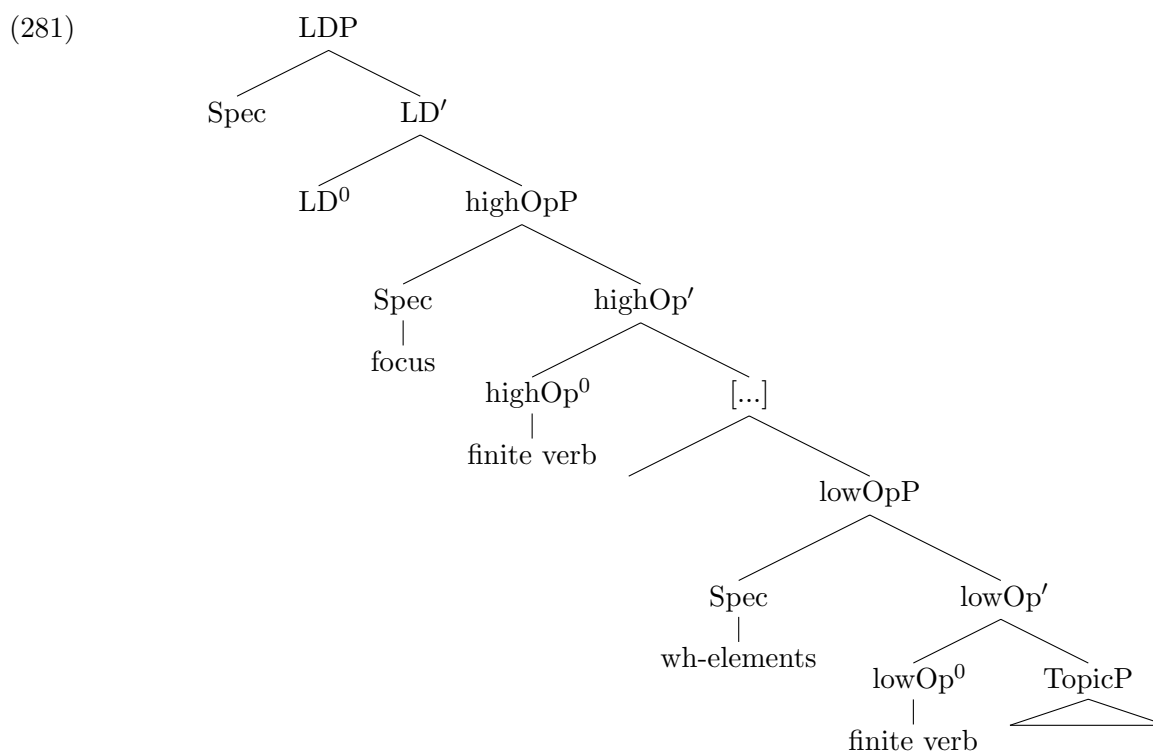 (281) LDP
Spec LD′
LD⁰ highOpP
Spec highOp′
focus
highOp⁰ [...]
finite verb
lowOpP
Spec lowOp′
wh-elements
lowOp⁰ TopicP
finite verb